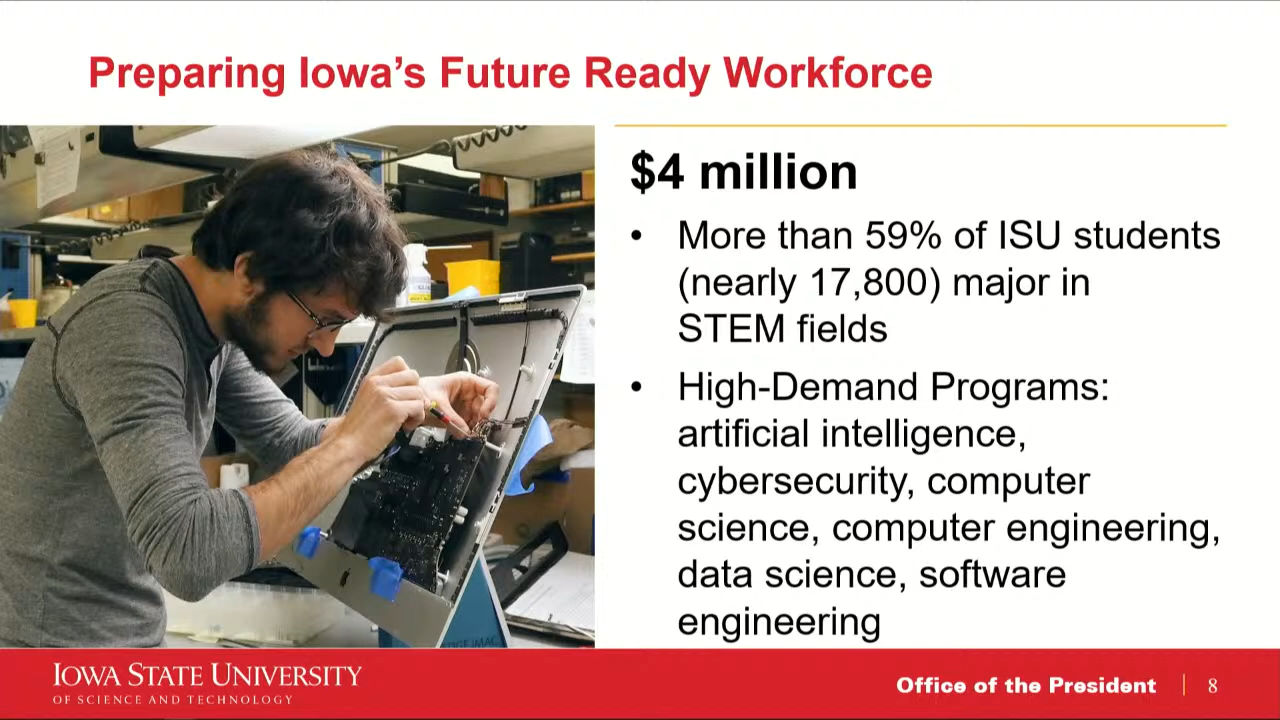 Preparing Iowa’s Future Ready Workforce
$4 million
• More than 59% of ISU students
(nearly 17,800) major in
STEM fields
• High-Demand Programs:
artificial intelligence,
cybersecurity, computer
science, computer engineering,
data science, software
engineering
IOWA STATE UNIVERSITY
OF SCIENCE AND TECHNOLOGY
Office of the President | 8